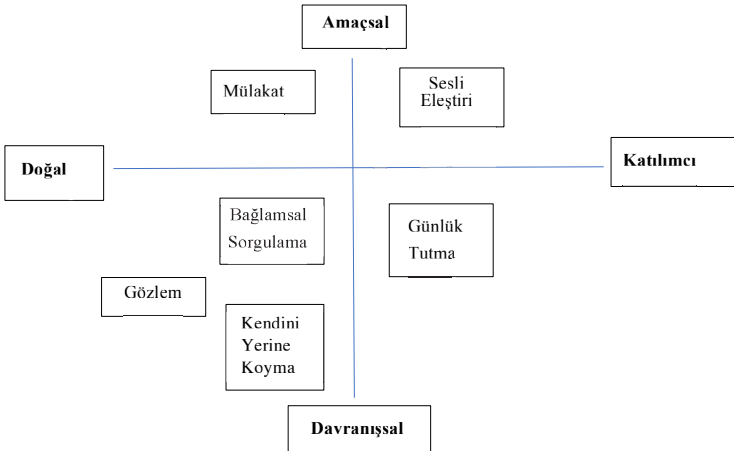 Amaçsal
Mülakat
Sesli
Eleştiri
Doğal
Katılımcı
Bağlamsal
Sorgulama
Günlük
Tutma
Gözlem
Kendini
Yerine
Koyma
Davranışsal